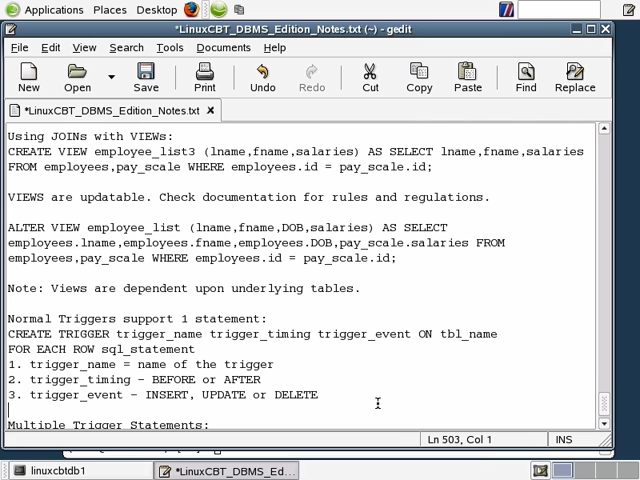 Applications Places Desktop
*LinuxCBT_DBMS_Edition_Notes.txt (~) - gedit
File Edit View Search Tools Documents Help
New Open Save Print Undo Redo Cut Copy Paste Find Replace
*LinuxCBT_DBMS_Edition_Notes.txt x
Using JOINs with VIEWs:
CREATE VIEW employee_list3 (lname,fname,salaries) AS SELECT lname,fname,salaries
FROM employees,pay_scale WHERE employees.id = pay_scale.id;
VIEWS are updatable. Check documentation for rules and regulations.
ALTER VIEW employee_list (lname,fname,DOB,salaries) AS SELECT
employees.lname,employees.fname,employees.DOB,pay_scale.salaries FROM
employees,pay_scale WHERE employees.id = pay_scale.id;
Note: Views are dependent upon underlying tables.
Normal Triggers support 1 statement:
CREATE TRIGGER trigger_name trigger_timing trigger_event ON tbl_name
FOR EACH ROW sql_statement
1. trigger_name = name of the trigger
2. trigger_timing - BEFORE or AFTER
3. trigger_event - INSERT, UPDATE or DELETE
Multiple Trigger Statements:
Ln 503, Col 1 INS
linuxcbtdb1 *LinuxCBT_DBMS_Ed...